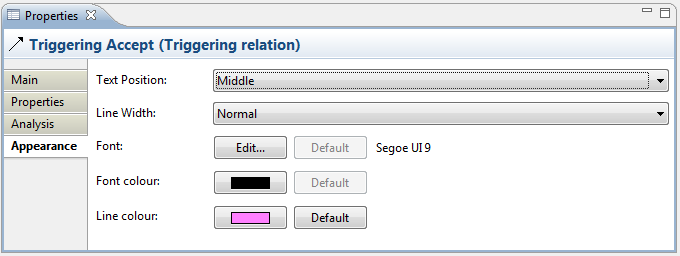 Properties
Triggering Accept (Triggering relation)
Main
Properties
Analysis
Appearance
Text Position: Middle
Line Width: Normal
Font: Edit... Default Segoe UI 9
Font colour: Default
Line colour: Default